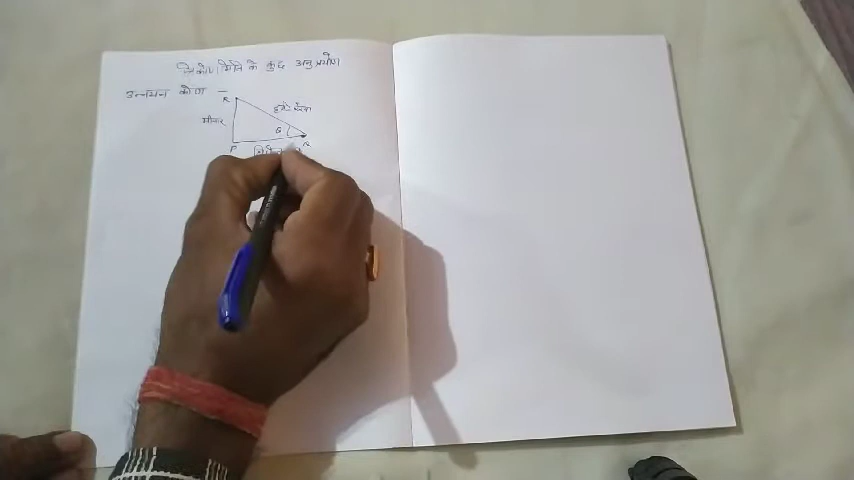 त्रिकोणमिति के कुछ अनुप्रयोग
उन्नयन कोण –
R
मीनार
θ
P
Q